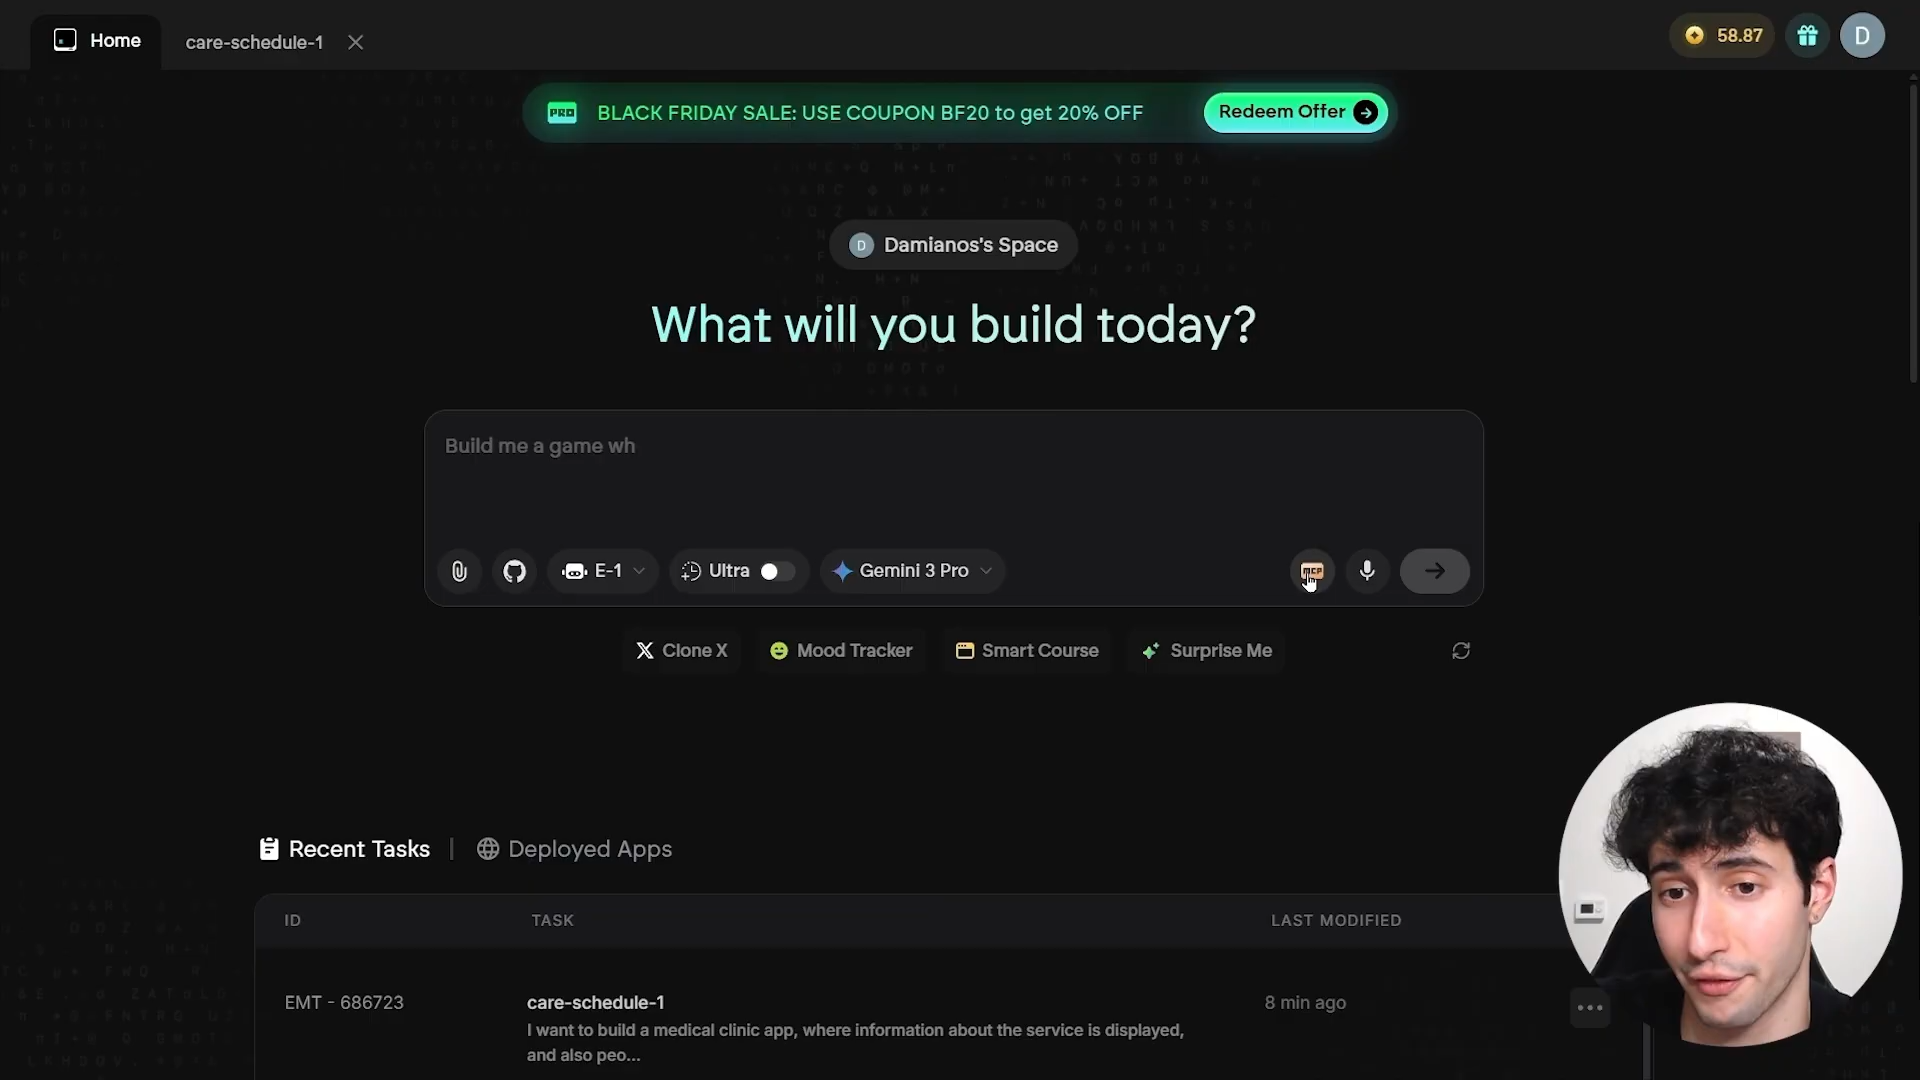 Home
care-schedule-1
58.87
D
PRO BLACK FRIDAY SALE: USE COUPON BF20 to get 20% OFF
Redeem Offer
D Damianos's Space
What will you build today?
Build me a game wh
E-1
Ultra
Gemini 3 Pro
MCP
Clone X
Mood Tracker
Smart Course
Surprise Me
Recent Tasks
Deployed Apps
ID
TASK
LAST MODIFIED
EMT - 686723
care-schedule-1
8 min ago
I want to build a medical clinic app, where information about the service is displayed,
and also peo...